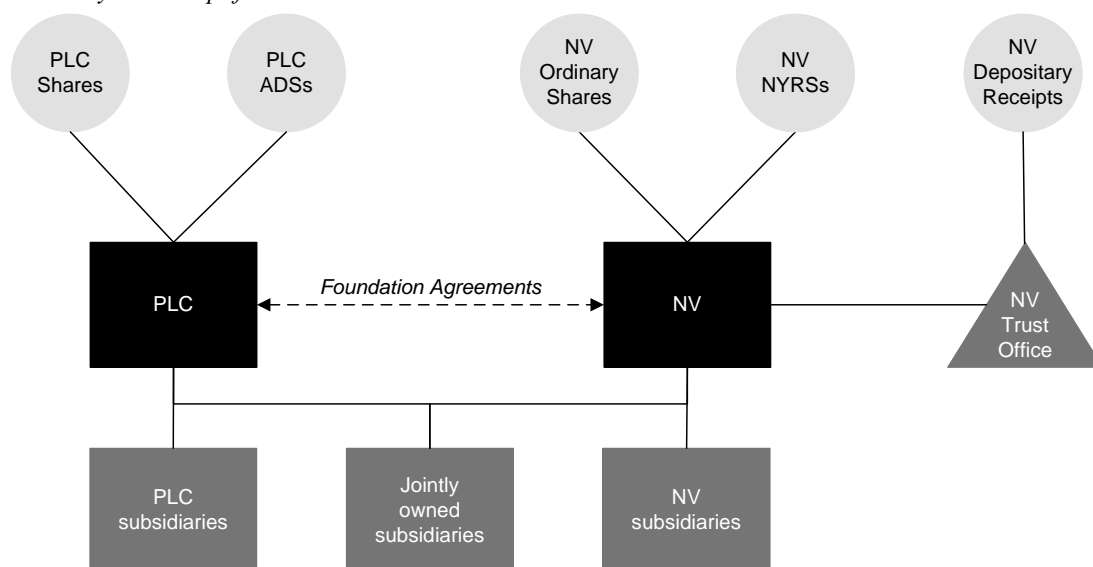 PLC
Shares
PLC
ADSs
NV
Ordinary
Shares
NV
NYRSs
NV
Depositary
Receipts
Foundation Agreements
PLC
NV
NV
Trust
Office
PLC
subsidiaries
Jointly
owned
subsidiaries
NV
subsidiaries